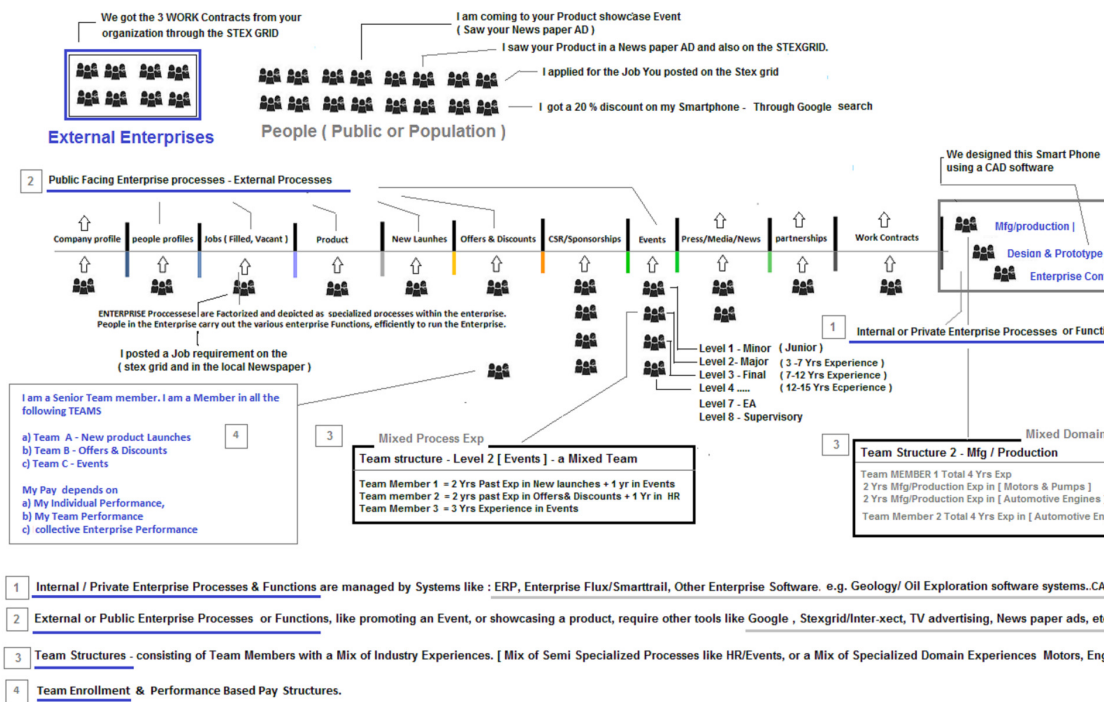 We got the 3 WORK Contracts from your
organization through the STEX GRID
I am coming to your Product showcase Event
( Saw your News paper AD )
I saw your Product in a News paper AD and also on the STEXGRID.
I applied for the Job You posted on the Stex grid
I got a 20 % discount on my Smartphone - Through Google search
External Enterprises
People ( Public or Population )
We designed this Smart Phone
using a CAD software
2 Public Facing Enterprise processes - External Processes
Company profile
people profiles
Jobs ( Filled, Vacant )
Product
New Launhes
Offers & Discounts
CSR/Sponsorships
Events
Press/Media/News
partnerships
Work Contracts
Mfg/production |
Design & Prototype
Enterprise Con
ENTERPRISE Proccessese are Factorized and depicted as specialized processes within the enterprise.
People in the Enterprise carry out the various enterprise Functions, efficiently to run the Enterprise.
1 Internal or Private Enterprise Processes or Functi
I posted a Job requirement on the
( stex grid and in the local Newspaper )
Level 1 - Minor ( Junior )
Level 2- Major ( 3 -7 Yrs Experience )
Level 3 - Final ( 7-12 Yrs Experience )
Level 4 ..... ( 12-15 Yrs Ecperience )
Level 7 - EA
Level 8 - Supervisory
I am a Senior Team member. I am a Member in all the
following TEAMS
a) Team A - New product Launches
b) Team B - Offers & Discounts
c) Team C - Events
My Pay depends on
a) My Individual Performance,
b) My Team Performance
c) collective Enterprise Performance
4
3
Mixed Process Exp
Team structure - Level 2 [ Events ] - a Mixed Team
Team Member 1 = 2 Yrs Past Exp in New launches + 1 yr in Events
Team member 2 = 2 yrs past Exp in Offers& Discounts + 1 Yr in HR
Team Member 3 = 3 Yrs Experience in Events
3
Mixed Domain
Team Structure 2 - Mfg / Production
Team MEMBER 1 Total 4 Yrs Exp
2 Yrs Mfg/Production Exp in [ Motors & Pumps ]
2 Yrs Mfg/Production Exp in [ Automotive Engines ]
Team Member 2 Total 4 Yrs Exp in [ Automotive En
1 Internal / Private Enterprise Processes & Functions are managed by Systems like : ERP, Enterprise Flux/Smarttrail, Other Enterprise Software. e.g. Geology/ Oil Exploration software systems..CA
2 External or Public Enterprise Processes or Functions, like promoting an Event, or showcasing a product, require other tools like Google , Stexgrid/Inter-xect, TV advertising, News paper ads, etc
3 Team Structures - consisting of Team Members with a Mix of Industry Experiences. [ Mix of Semi Specialized Processes like HR/Events, or a Mix of Specialized Domain Experiences Motors, Eng
4 Team Enrollment & Performance Based Pay Structures.